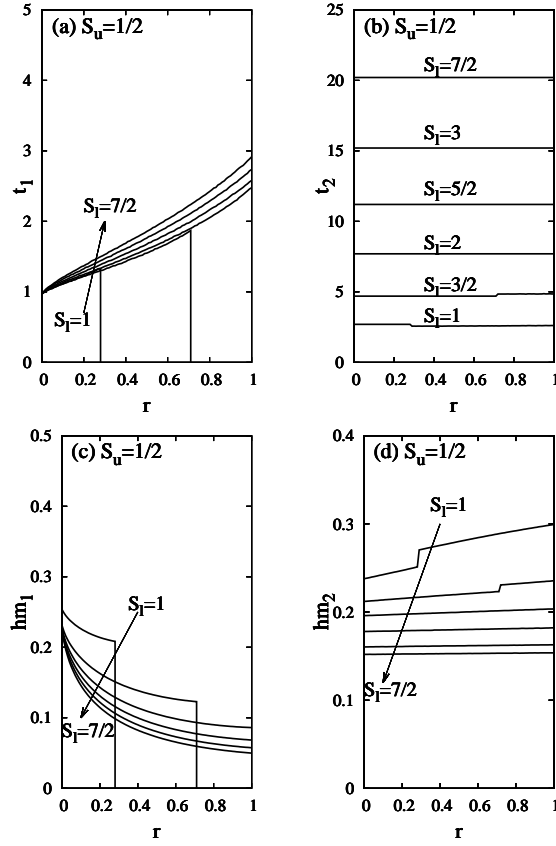 (a) S_u=1/2
5
4
3
2
1
0
t_1
S_l=7/2
S_l=1
0 0.2 0.4 0.6 0.8 1
r
(b) S_u=1/2
25
20
15
10
5
0
t_2
S_l=7/2
S_l=3
S_l=5/2
S_l=2
S_l=3/2
S_l=1
0 0.2 0.4 0.6 0.8 1
r
(c) S_u=1/2
0.5
0.4
0.3
0.2
0.1
0
hm_1
S_l=1
S_l=7/2
0 0.2 0.4 0.6 0.8 1
r
(d) S_u=1/2
0.4
0.3
0.2
0.1
0
hm_2
S_l=1
S_l=7/2
0 0.2 0.4 0.6 0.8 1
r